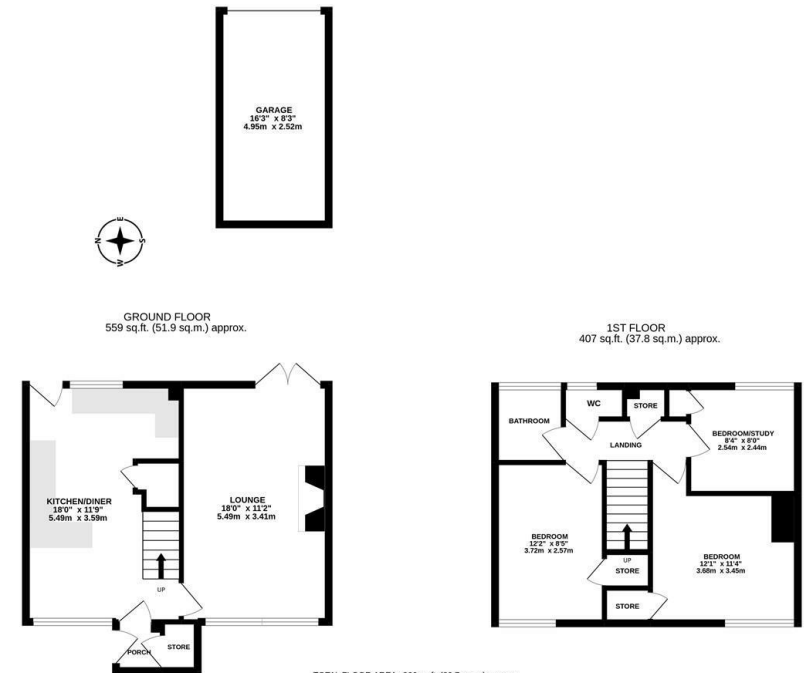 GARAGE
16'3" x 8'3"
4.95m x 2.52m
E
N
S
W
GROUND FLOOR
559 sq.ft. (51.9 sq.m.) approx.
1ST FLOOR
407 sq.ft. (37.8 sq.m.) approx.
KITCHEN/DINER
18'0" x 11'9"
5.49m x 3.59m
LOUNGE
18'0" x 11'2"
5.49m x 3.41m
UP
PORCH
STORE
BATHROOM
WC
STORE
LANDING
BEDROOM/STUDY
8'4" x 8'0"
2.54m x 2.44m
BEDROOM
12'2" x 8'5"
3.72m x 2.57m
UP
STORE
STORE
BEDROOM
12'1" x 11'4"
3.68m x 3.45m